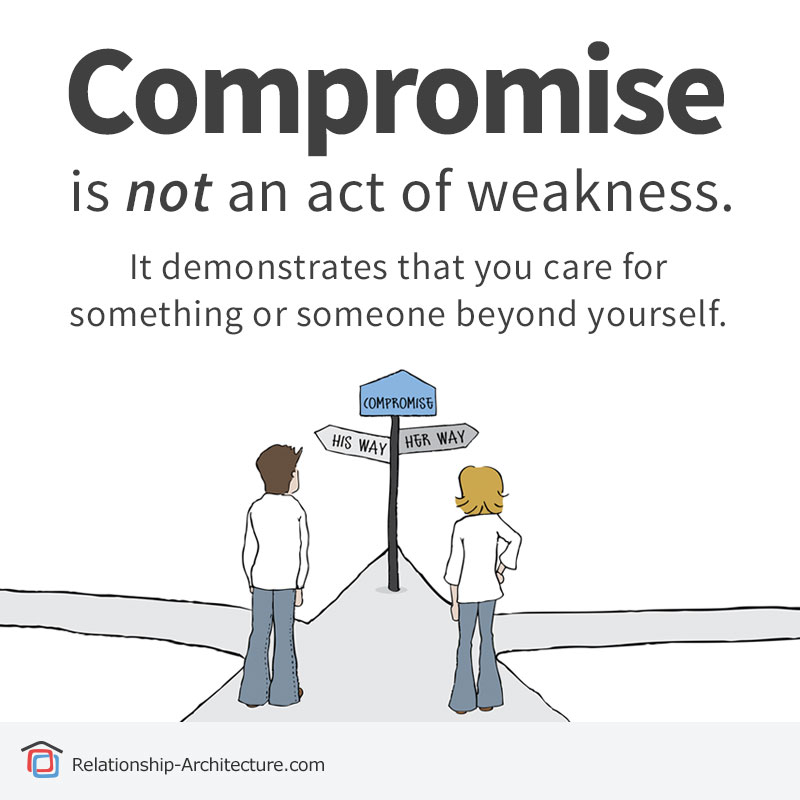 Compromise
is not an act of weakness.
It demonstrates that you care for
something or someone beyond yourself.
COMPROMISE
HIS WAY
HER WAY
Relationship-Architecture.com